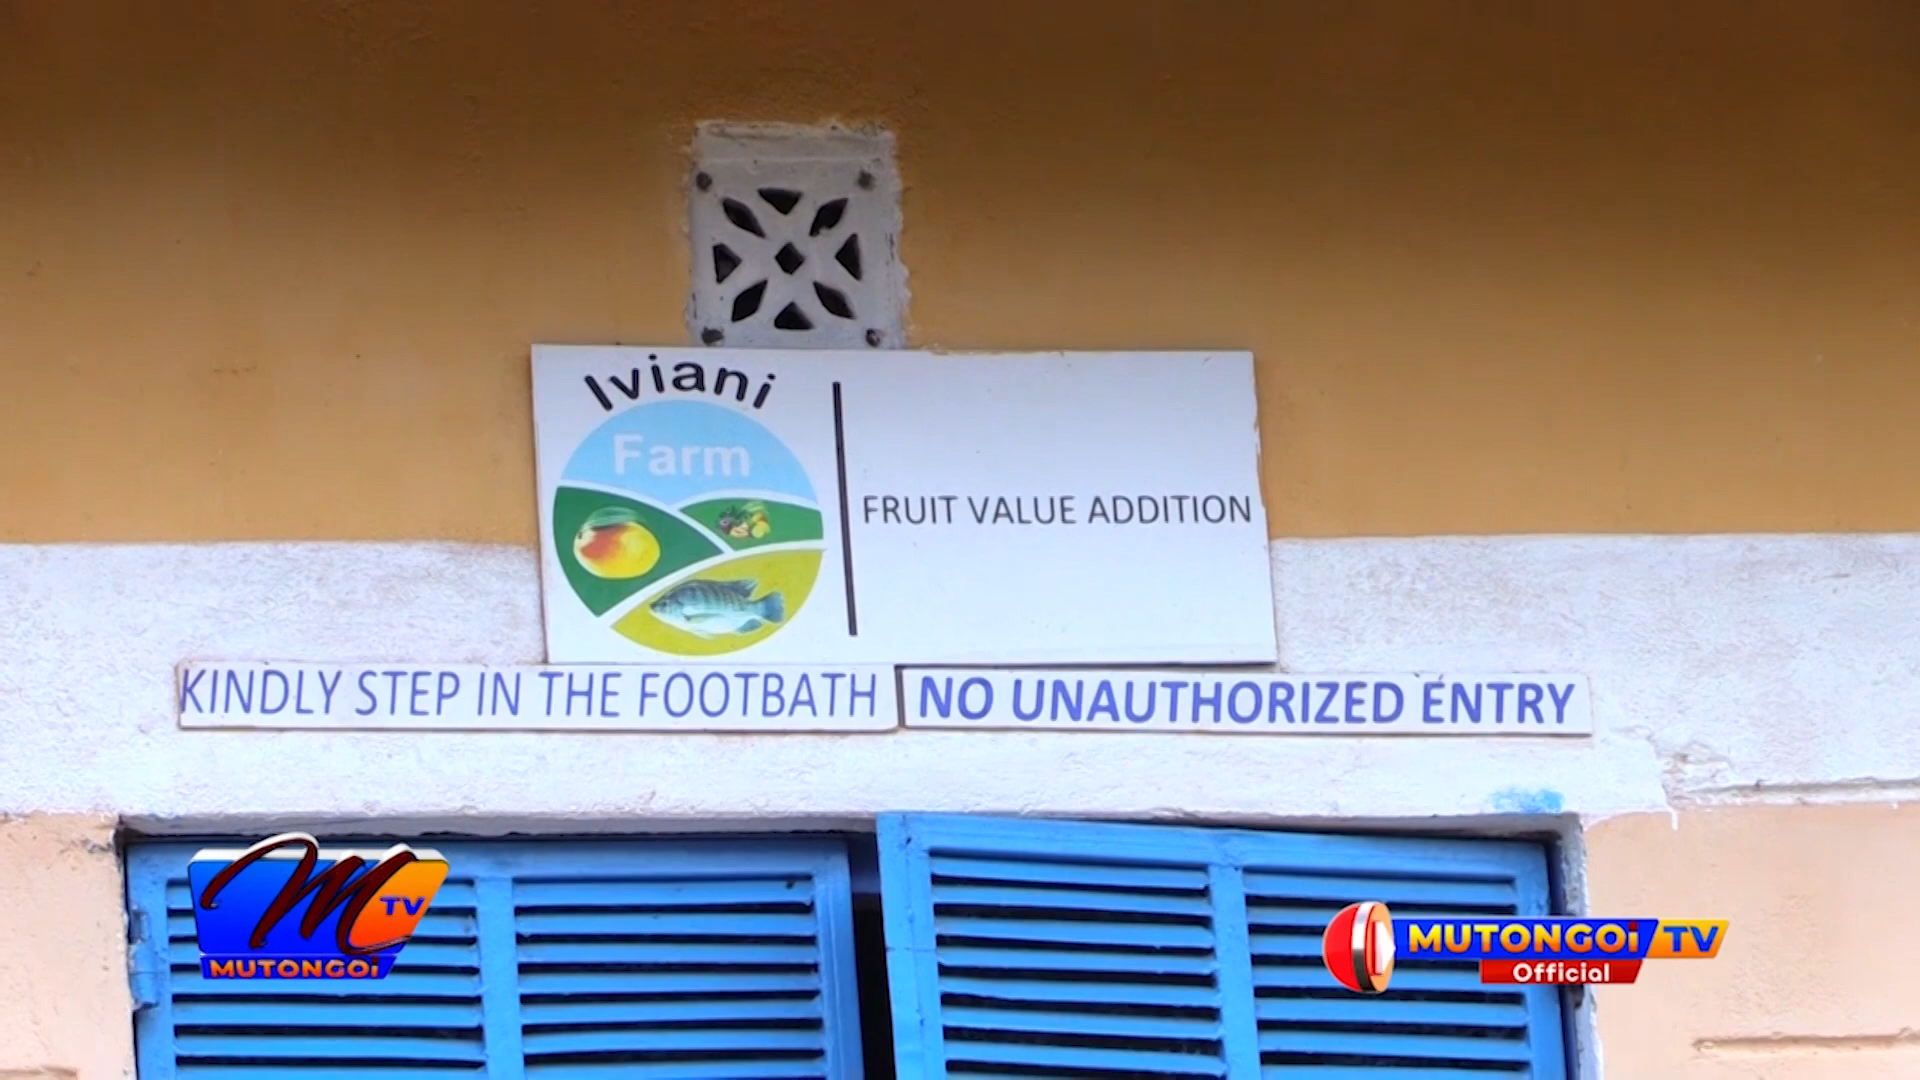 Iviani
Farm
FRUIT VALUE ADDITION
KINDLY STEP IN THE FOOTBATH
NO UNAUTHORIZED ENTRY
M TV
MUTONGOi
MUTONGOi TV
Official